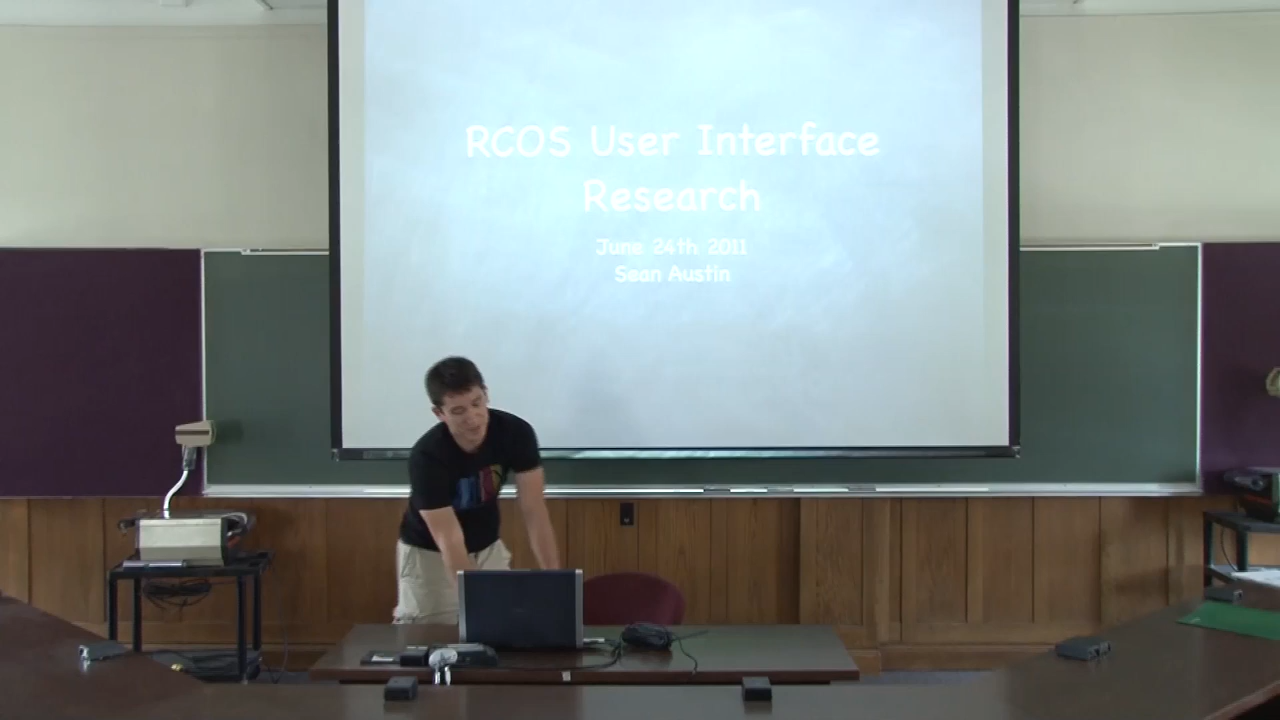 RCOS User Interface
Research
June 24th 2011
Sean Austin